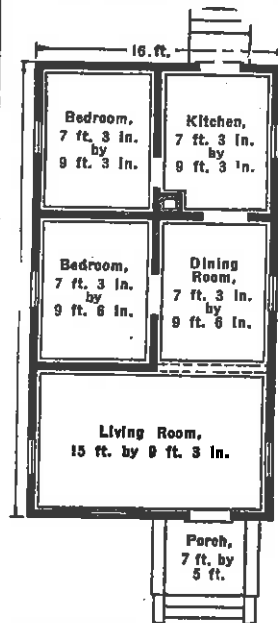 16. ft.
Bedroom,
7 ft. 3 In.
by
9 ft. 3 In.
Kitchen,
7 ft. 3 In.
by
9 ft. 3 In.
Bedroom,
7 ft. 3 In.
by
9 ft. 6 In.
Dining
Room,
7 ft. 3 In.
by
9 ft. 6 In.
Living Room,
15 ft. by 9 ft. 3 In.
Porch,
7 ft. by
5 ft.